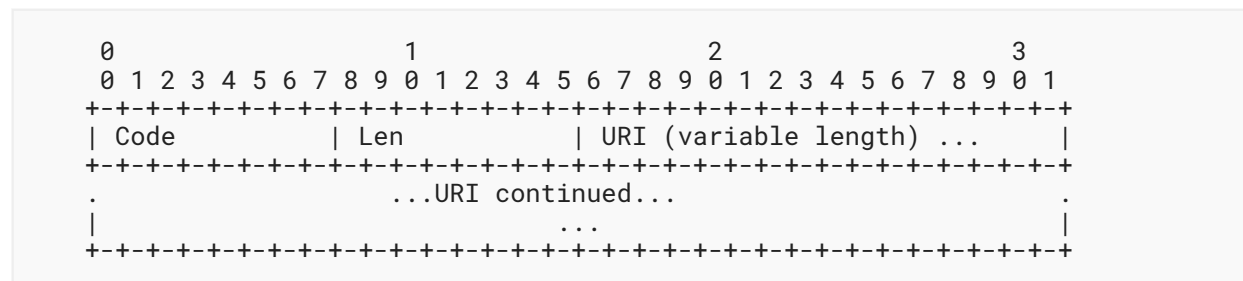 0                   1                   2                   3
 0 1 2 3 4 5 6 7 8 9 0 1 2 3 4 5 6 7 8 9 0 1 2 3 4 5 6 7 8 9 0 1
+-+-+-+-+-+-+-+-+-+-+-+-+-+-+-+-+-+-+-+-+-+-+-+-+-+-+-+-+-+-+-+-+
| Code          | Len           | URI (variable length) ...     |
+-+-+-+-+-+-+-+-+-+-+-+-+-+-+-+-+-+-+-+-+-+-+-+-+-+-+-+-+-+-+-+-+
.                   ...URI continued...                         .
|                              ...                              |
+-+-+-+-+-+-+-+-+-+-+-+-+-+-+-+-+-+-+-+-+-+-+-+-+-+-+-+-+-+-+-+-+